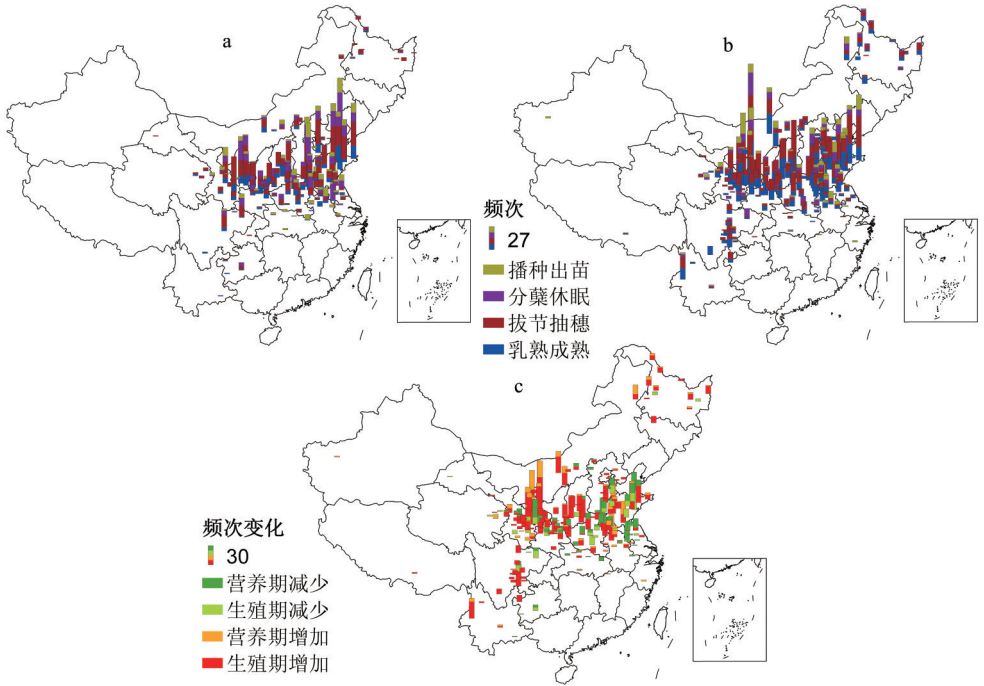 a
b
频次
27
播种出苗
分蘖休眠
拔节抽穗
乳熟成熟
c
频次变化
30
营养期减少
生殖期减少
营养期增加
生殖期增加